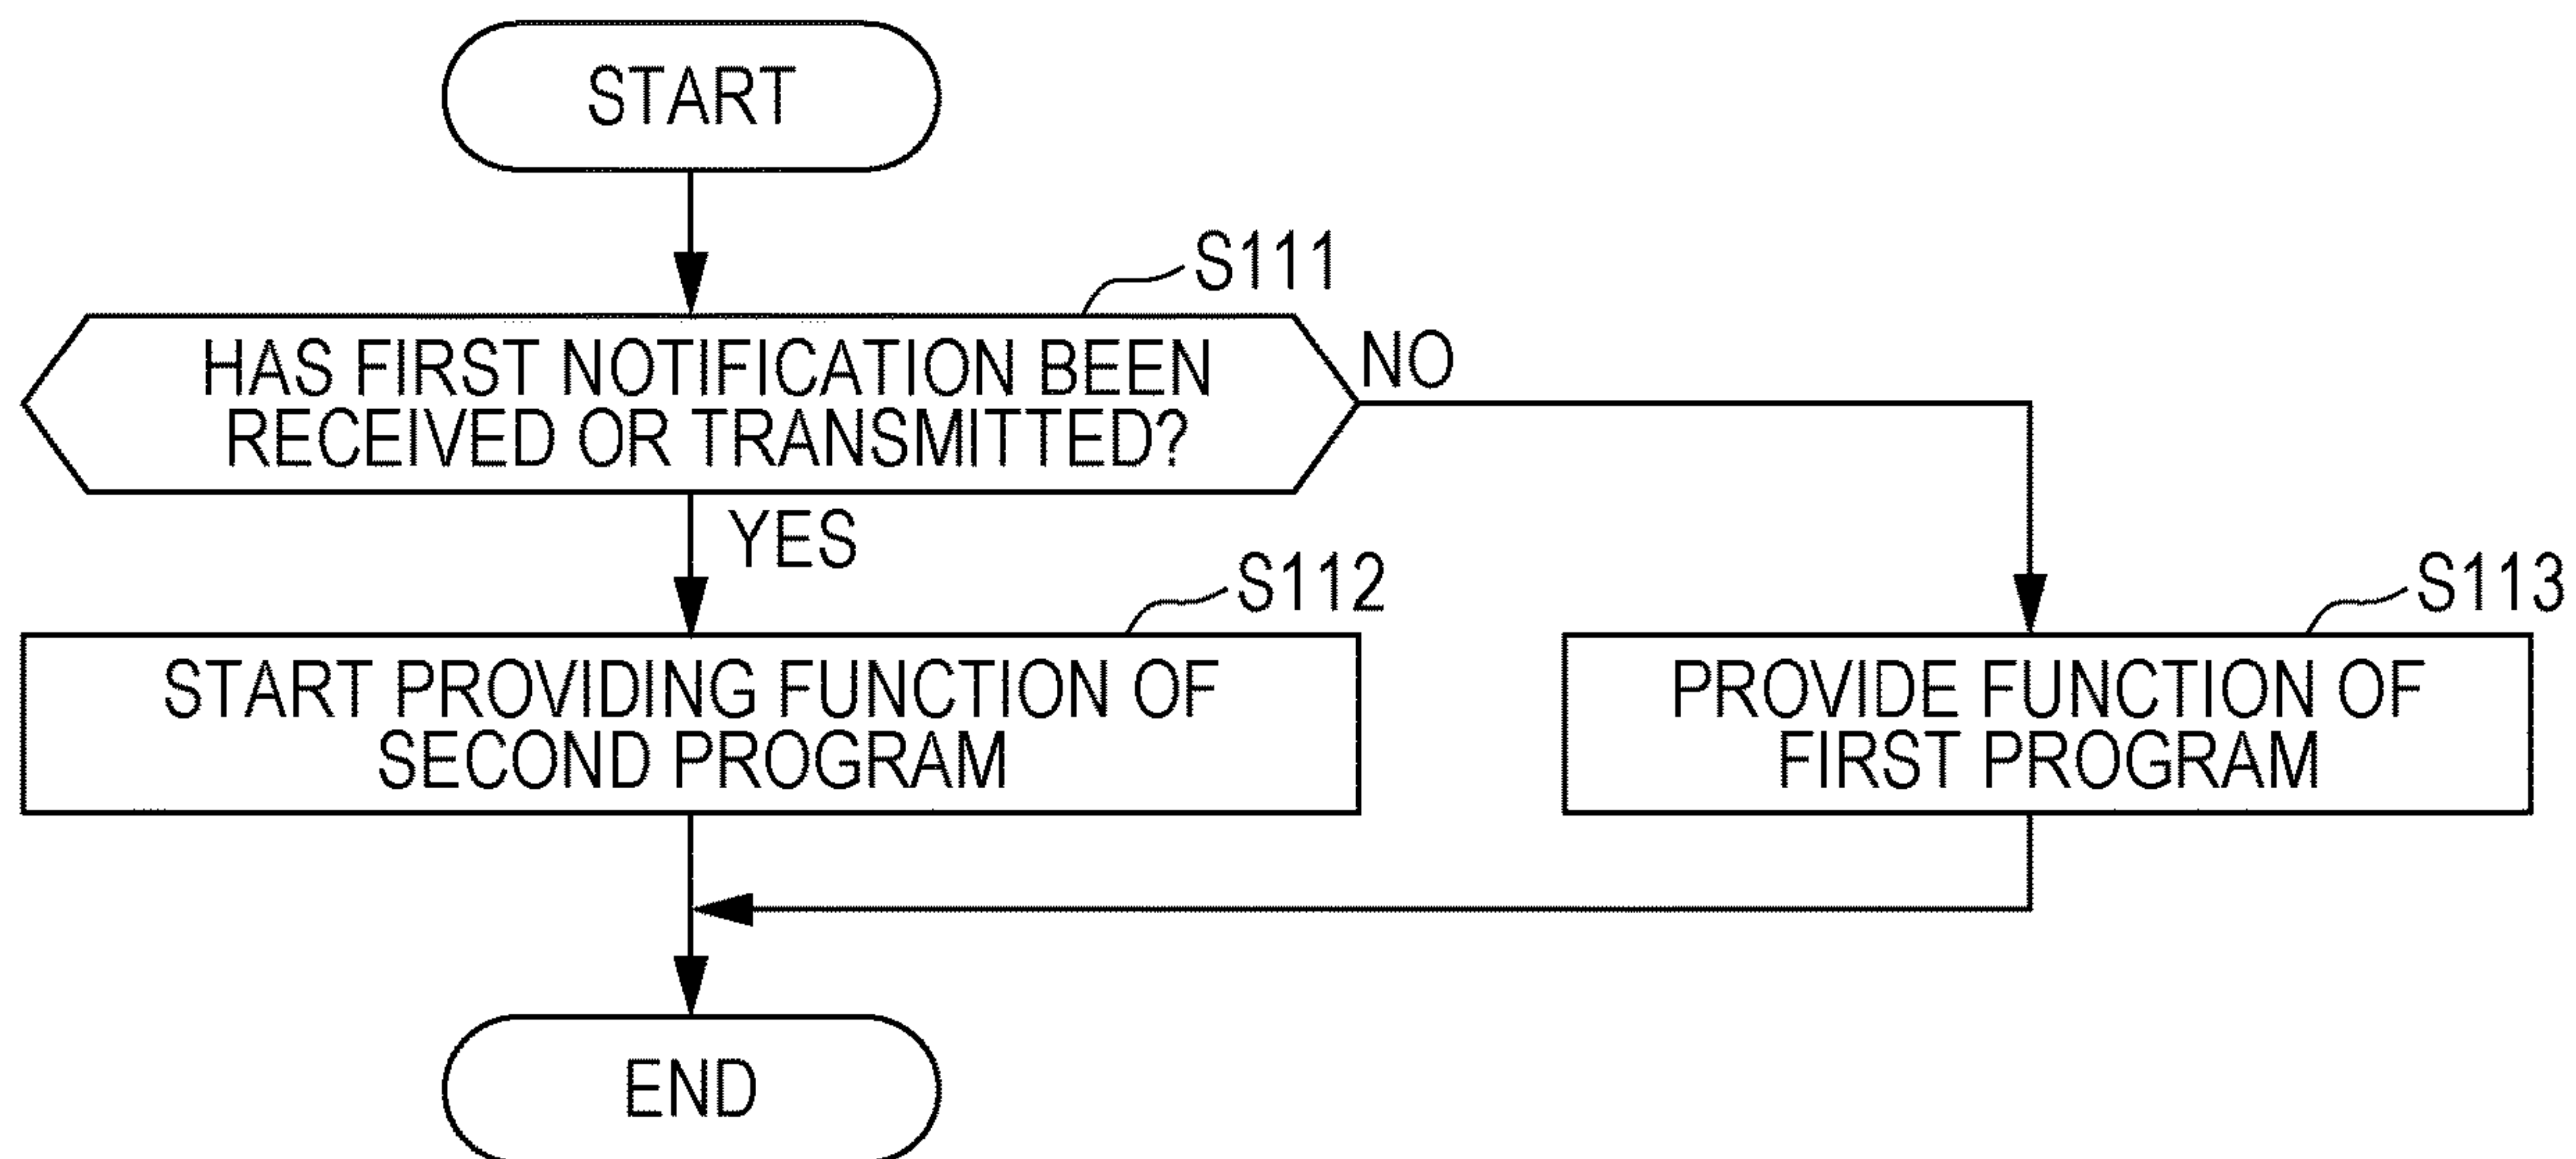 START
S111
HAS FIRST NOTIFICATION BEEN
RECEIVED OR TRANSMITTED?
NO
YES
S112
START PROVIDING FUNCTION OF
SECOND PROGRAM
S113
PROVIDE FUNCTION OF
FIRST PROGRAM
END